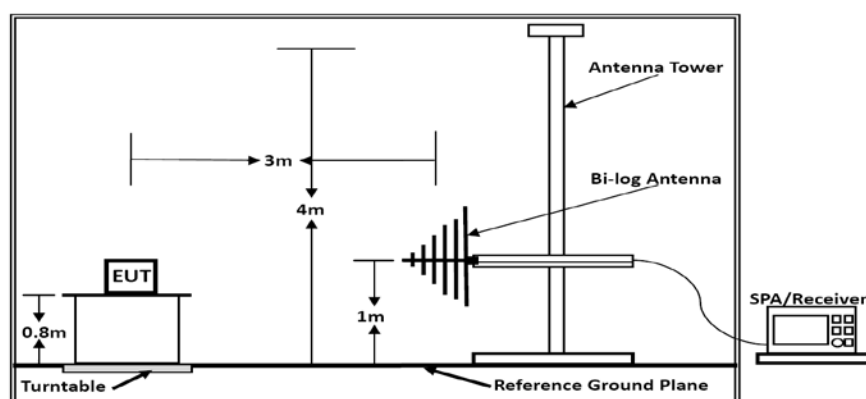 Antenna Tower
3m
Bi-log Antenna
4m
EUT
SPA/Receiver
0.8m
1m
Turntable
Reference Ground Plane